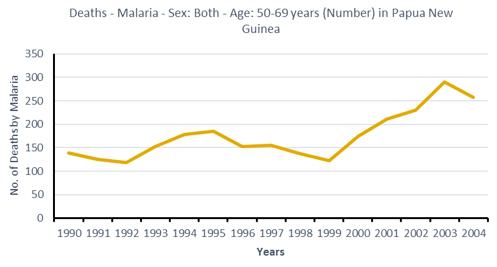 Deaths - Malaria - Sex: Both - Age: 50-69 years (Number) in Papua New
Guinea
350
300
250
200
150
100
50
0
No. of Deaths by Malaria
1990 1991 1992 1993 1994 1995 1996 1997 1998 1999 2000 2001 2002 2003 2004
Years